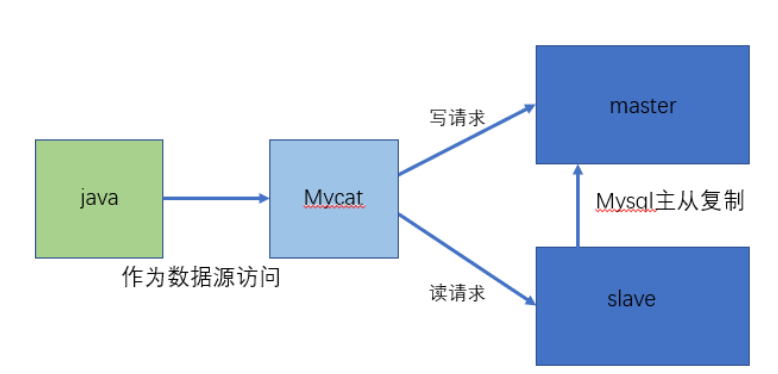 java
作为数据源访问
Mycat
写请求
读请求
master
Mysql主从复制
slave